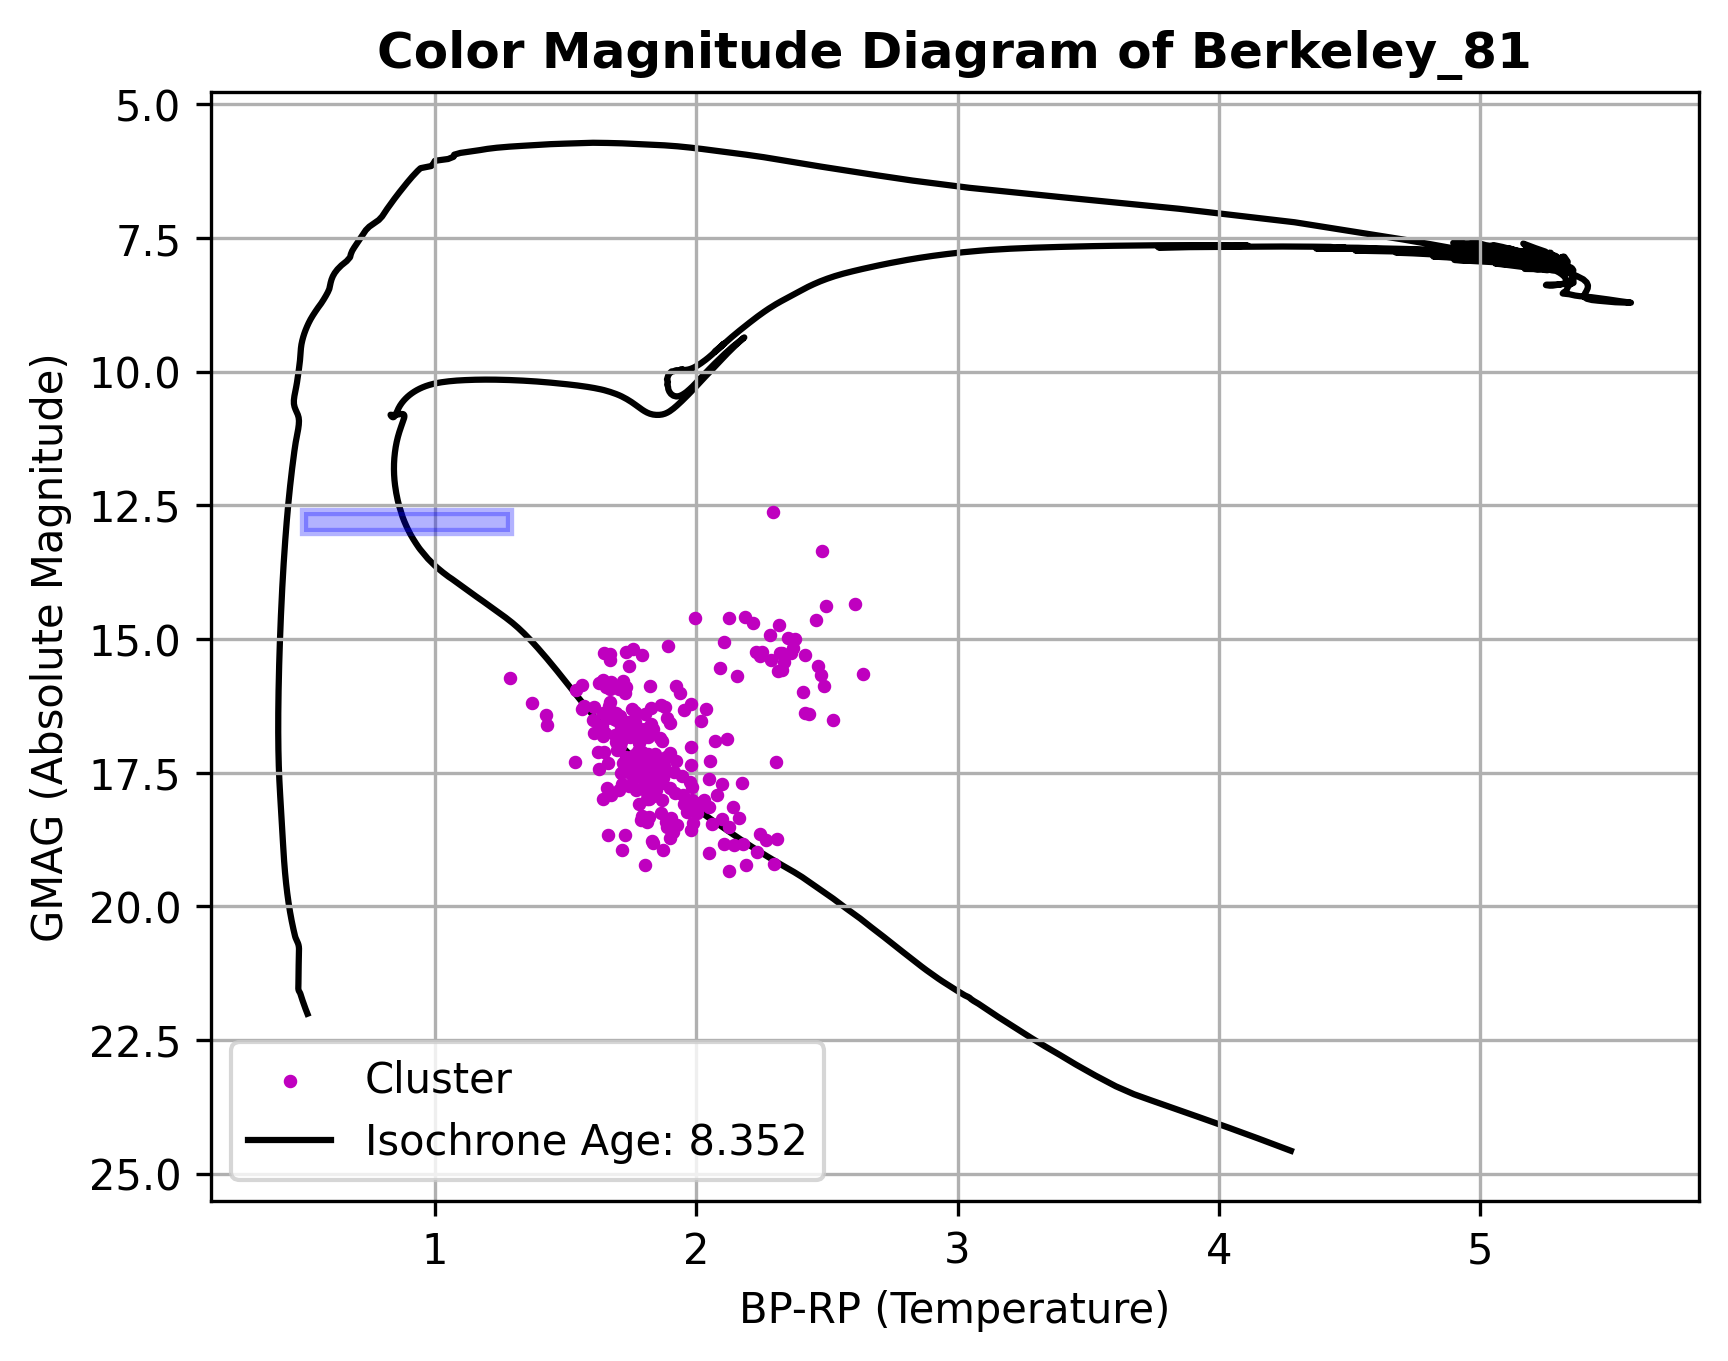 Color Magnitude Diagram of Berkeley_81
GMAG (Absolute Magnitude)
5.0
7.5
10.0
12.5
15.0
17.5
20.0
22.5
25.0
Cluster
Isochrone Age: 8.352
1 2 3 4 5
BP-RP (Temperature)